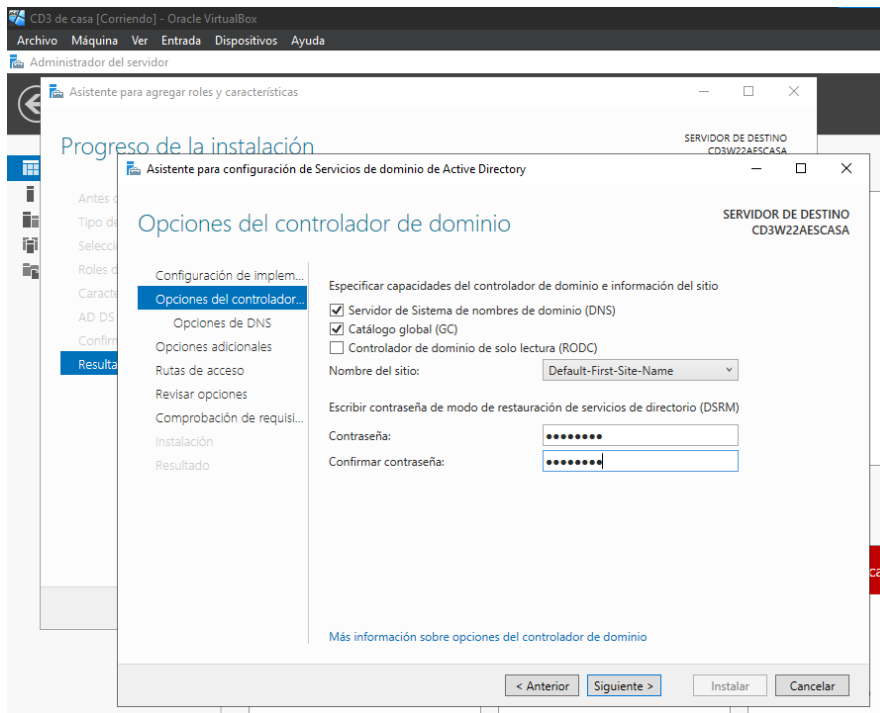 CD3 de casa [Corriendo] - Oracle VirtualBox
Archivo Máquina Ver Entrada Dispositivos Ayuda
Administrador del servidor
Asistente para agregar roles y características
Progreso de la instalación
SERVIDOR DE DESTINO
CD3W22AESCASA
Antes
Tipo de
Selecci
Roles d
Caracte
AD DS
Confirm
Resulta
Asistente para configuración de Servicios de dominio de Active Directory
Opciones del controlador de dominio
SERVIDOR DE DESTINO
CD3W22AESCASA
Configuración de implem...
Opciones del controlador...
Opciones de DNS
Opciones adicionales
Rutas de acceso
Revisar opciones
Comprobación de requisi...
Instalación
Resultado
Especificar capacidades del controlador de dominio e información del sitio
Servidor de Sistema de nombres de dominio (DNS)
Catálogo global (GC)
Controlador de dominio de solo lectura (RODC)
Nombre del sitio: Default-First-Site-Name
Escribir contraseña de modo de restauración de servicios de directorio (DSRM)
Contraseña: ●●●●●●●●
Confirmar contraseña: ●●●●●●●●
Más información sobre opciones del controlador de dominio
< Anterior Siguiente > Instalar Cancelar